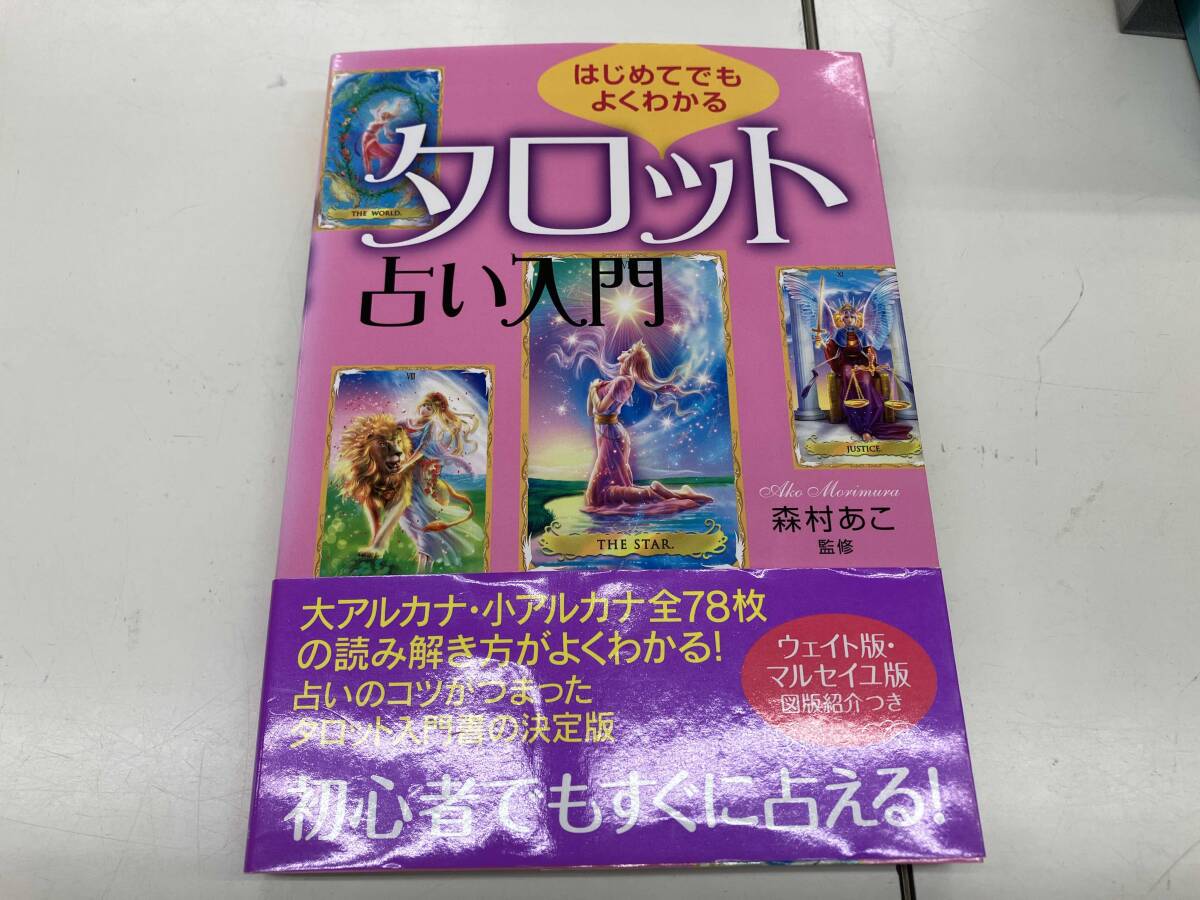 はじめてでも
よくわかる
タロット
占い入門
THE WORLD.
XI
JUSTICE
VIII
THE STAR.
Ako Morimura
森村あこ
監修
大アルカナ・小アルカナ全78枚
の読み解き方がよくわかる!
占いのコツがつまった
タロット入門書の決定版
ウェイト版・
マルセイユ版
図版紹介つき
初心者でもすぐに占える!